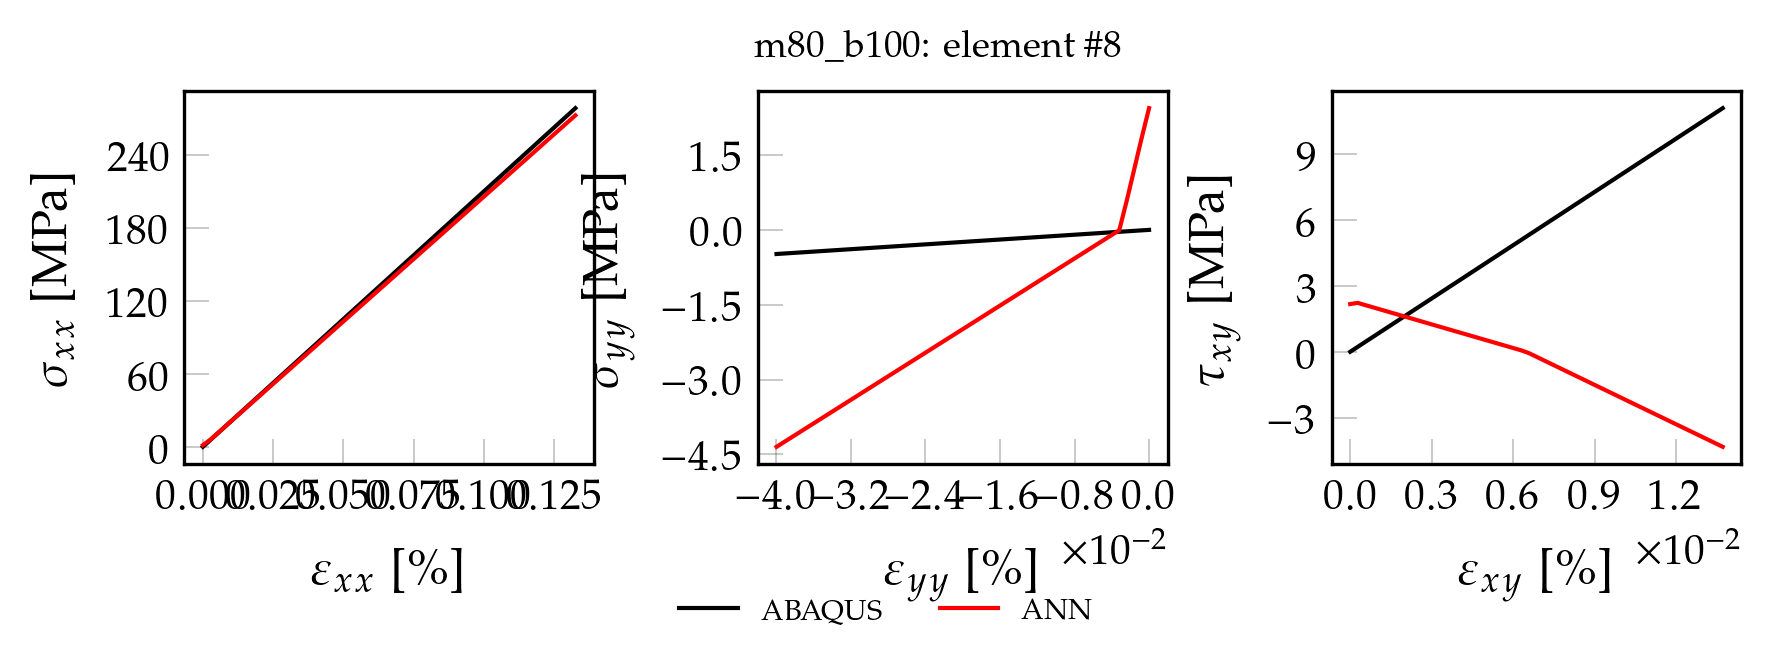 m80_b100: element #8
σxx [MPa]
240
180
120
60
0
0.000 0.025 0.050 0.075 0.100 0.125
εxx [%]
σyy [MPa]
1.5
0.0
−1.5
−3.0
−4.5
−4.0 −3.2 −2.4 −1.6 −0.8 0.0
×10−2
εyy [%]
τxy [MPa]
9
6
3
0
−3
0.0 0.3 0.6 0.9 1.2
×10−2
εxy [%]
ABAQUS ANN